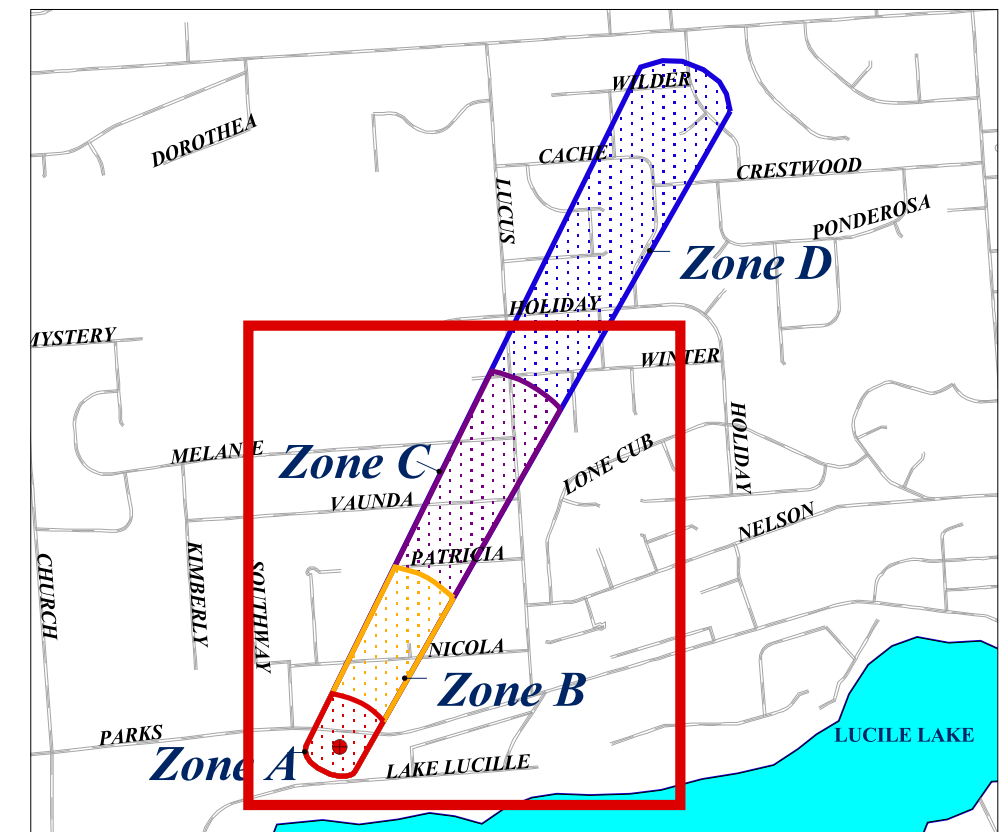 WILDER
DOROTHEA
CACHE
CRESTWOOD
LUCUS
PONDEROSA
Zone D
HOLIDAY
MYSTERY
WINTER
HOLIDAY
MELANIE
Zone C
LONE CUB
VAUNDA
NELSON
PATRICIA
CHURCH
KIMBERLY
SOUTHWAY
NICOLA
Zone B
PARKS
LUCILE LAKE
Zone A
LAKE LUCILLE